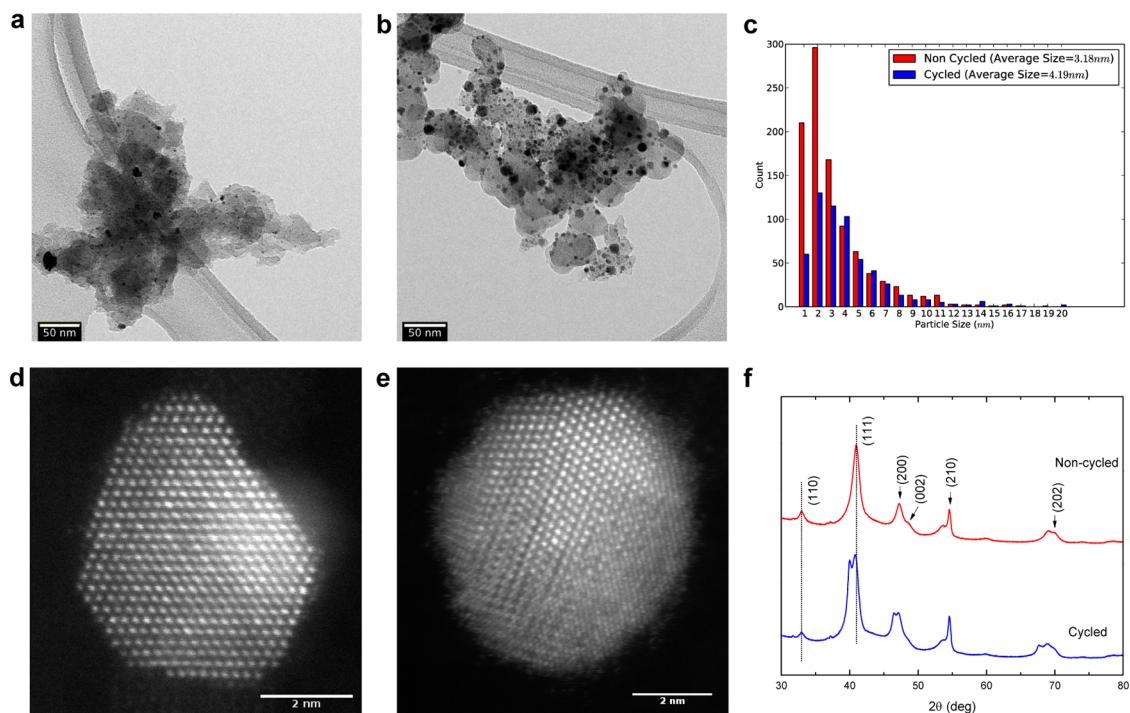 a
50 nm
b
50 nm
c
Non Cycled (Average Size=3.18nm)
Cycled (Average Size=4.19nm)
300
250
200
150
100
50
0
Count
1 2 3 4 5 6 7 8 9 10 11 12 13 14 15 16 17 18 19 20
Particle Size (nm)
d
2 nm
e
2 nm
f
(110)
(111)
(200)
(002)
(210)
(202)
Non-cycled
Cycled
30 40 50 60 70 80
2θ (deg)